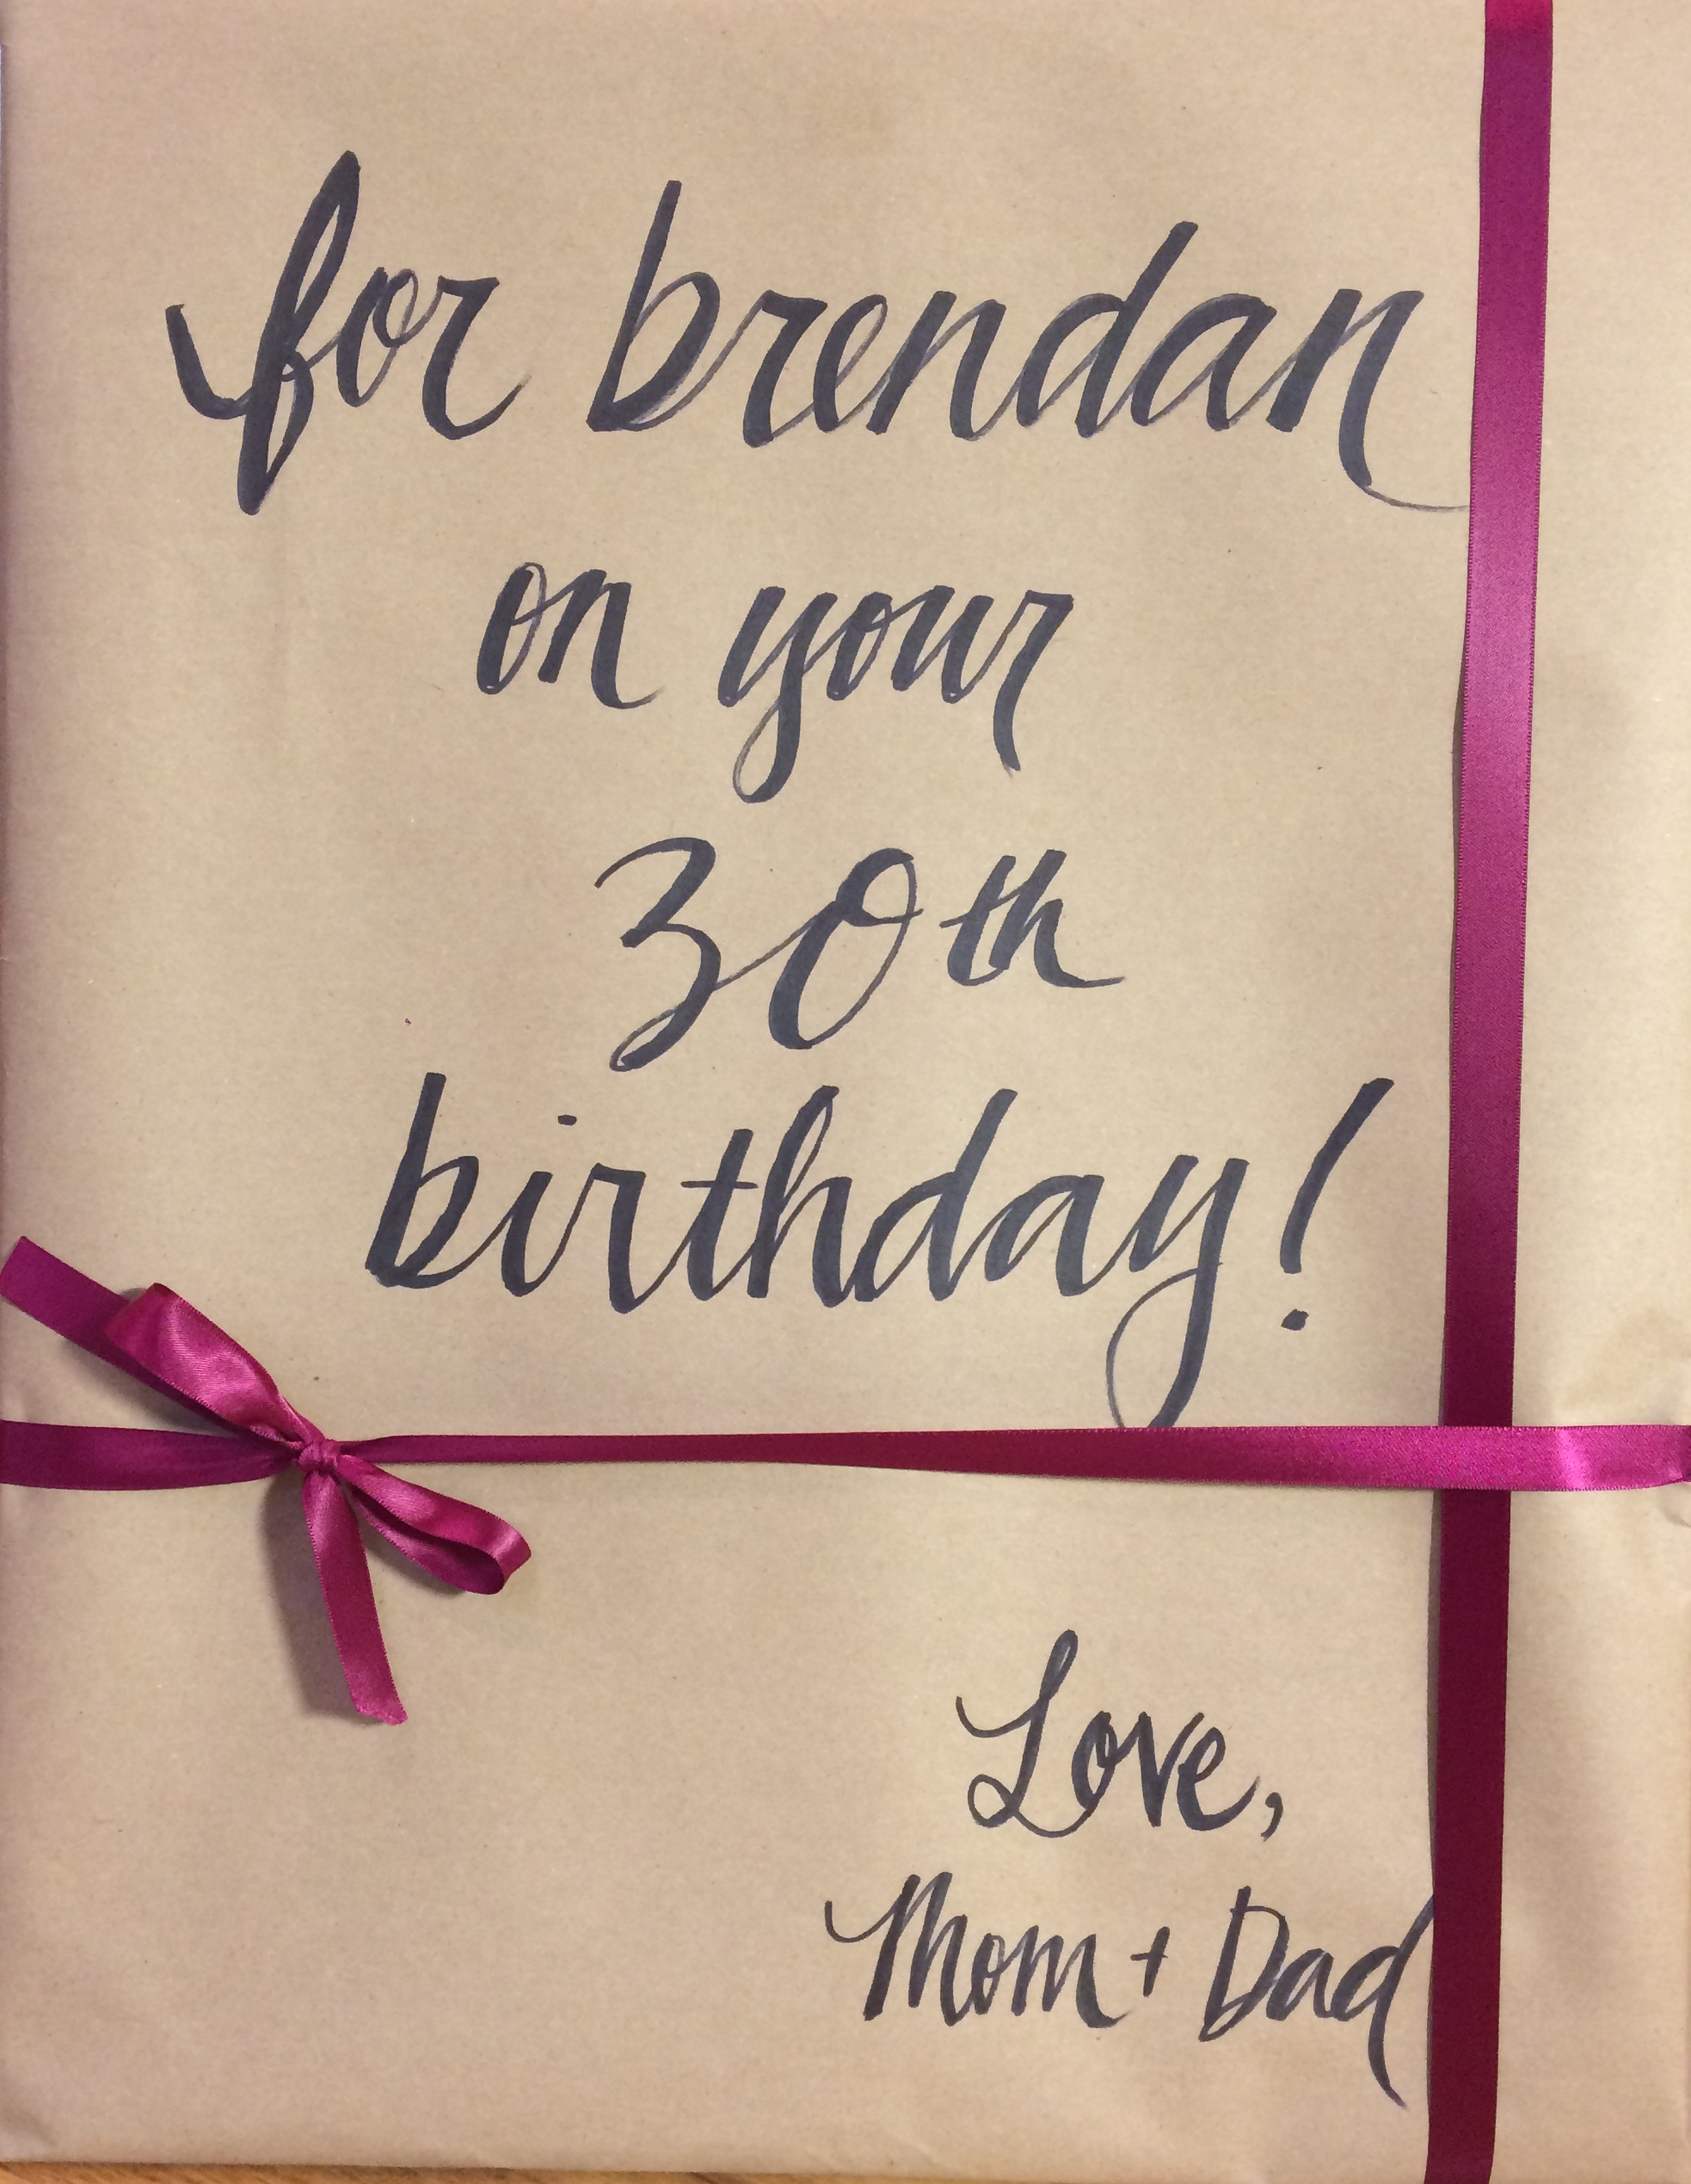 for brendan
on your
30th
birthday!
Love,
Mom + Dad